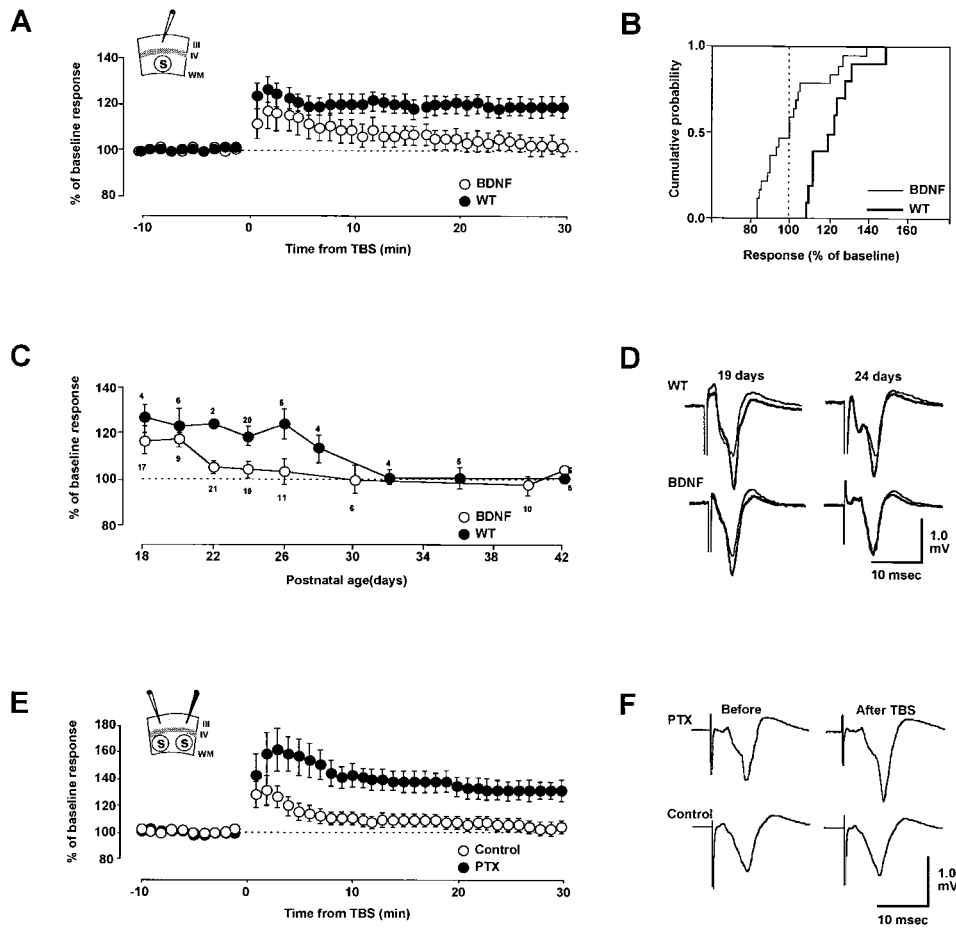 A
III
IV
S
WM
140
120
100
80
% of baseline response
BDNF
WT
-10
0
10
20
30
Time from TBS (min)
B
1.0
0.5
0.0
Cumulative probability
BDNF
WT
80
100
120
140
160
Response (% of baseline)
C
140
120
100
80
% of baseline response
4
6
2
20
5
4
4
5
17
9
21
19
11
6
10
6
BDNF
WT
18
22
26
30
34
38
42
Postnatal age(days)
D
19 days
24 days
WT
BDNF
1.0
mV
10 msec
E
III
IV
S S
WM
180
160
140
120
100
80
% of baseline response
Control
PTX
-10
0
10
20
30
Time from TBS (min)
F
Before
After TBS
PTX
Control
1.0
mV
10 msec